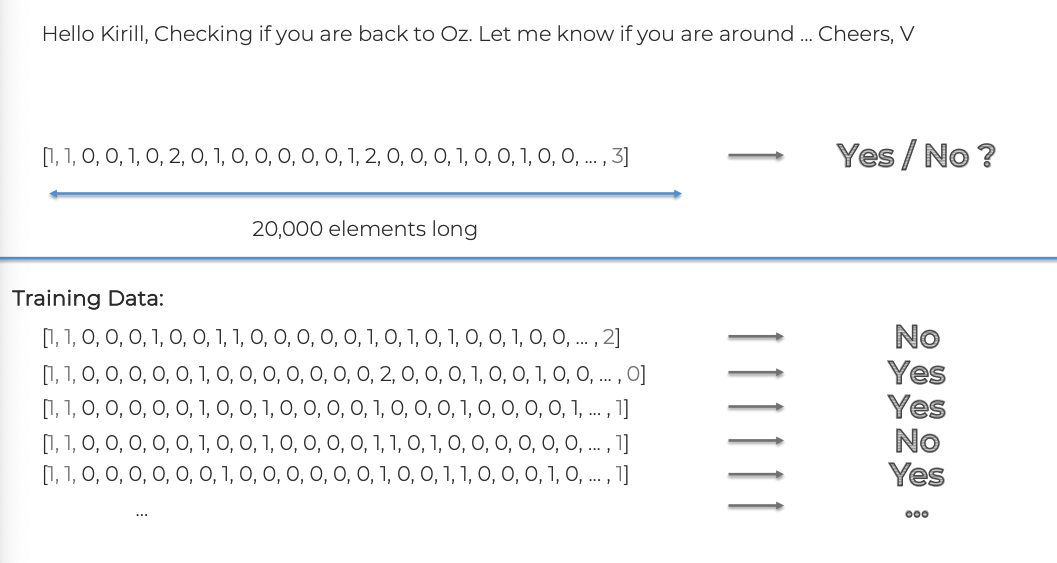 Hello Kirill, Checking if you are back to Oz. Let me know if you are around ... Cheers, V
[1, 1, 0, 0, 1, 0, 2, 0, 1, 0, 0, 0, 0, 0, 1, 2, 0, 0, 0, 1, 0, 0, 1, 0, 0, ... , 3] Yes / No ?
20,000 elements long
Training Data:
[1, 1, 0, 0, 0, 1, 0, 0, 1, 1, 0, 0, 0, 0, 0, 1, 0, 1, 0, 1, 0, 0, 1, 0, 0, ... , 2] No
[1, 1, 0, 0, 0, 0, 0, 1, 0, 0, 0, 0, 0, 0, 0, 2, 0, 0, 0, 1, 0, 0, 1, 0, 0, ... , 0] Yes
[1, 1, 0, 0, 0, 0, 0, 1, 0, 0, 1, 0, 0, 0, 0, 1, 0, 0, 0, 1, 0, 0, 0, 0, 1, ... , 1] Yes
[1, 1, 0, 0, 0, 0, 0, 1, 0, 0, 1, 0, 0, 0, 0, 1, 1, 0, 1, 0, 0, 0, 0, 0, 0, ... , 1] No
[1, 1, 0, 0, 0, 0, 0, 0, 1, 0, 0, 0, 0, 0, 0, 1, 0, 0, 1, 1, 0, 0, 0, 1, 0, ... , 1] Yes
... ...